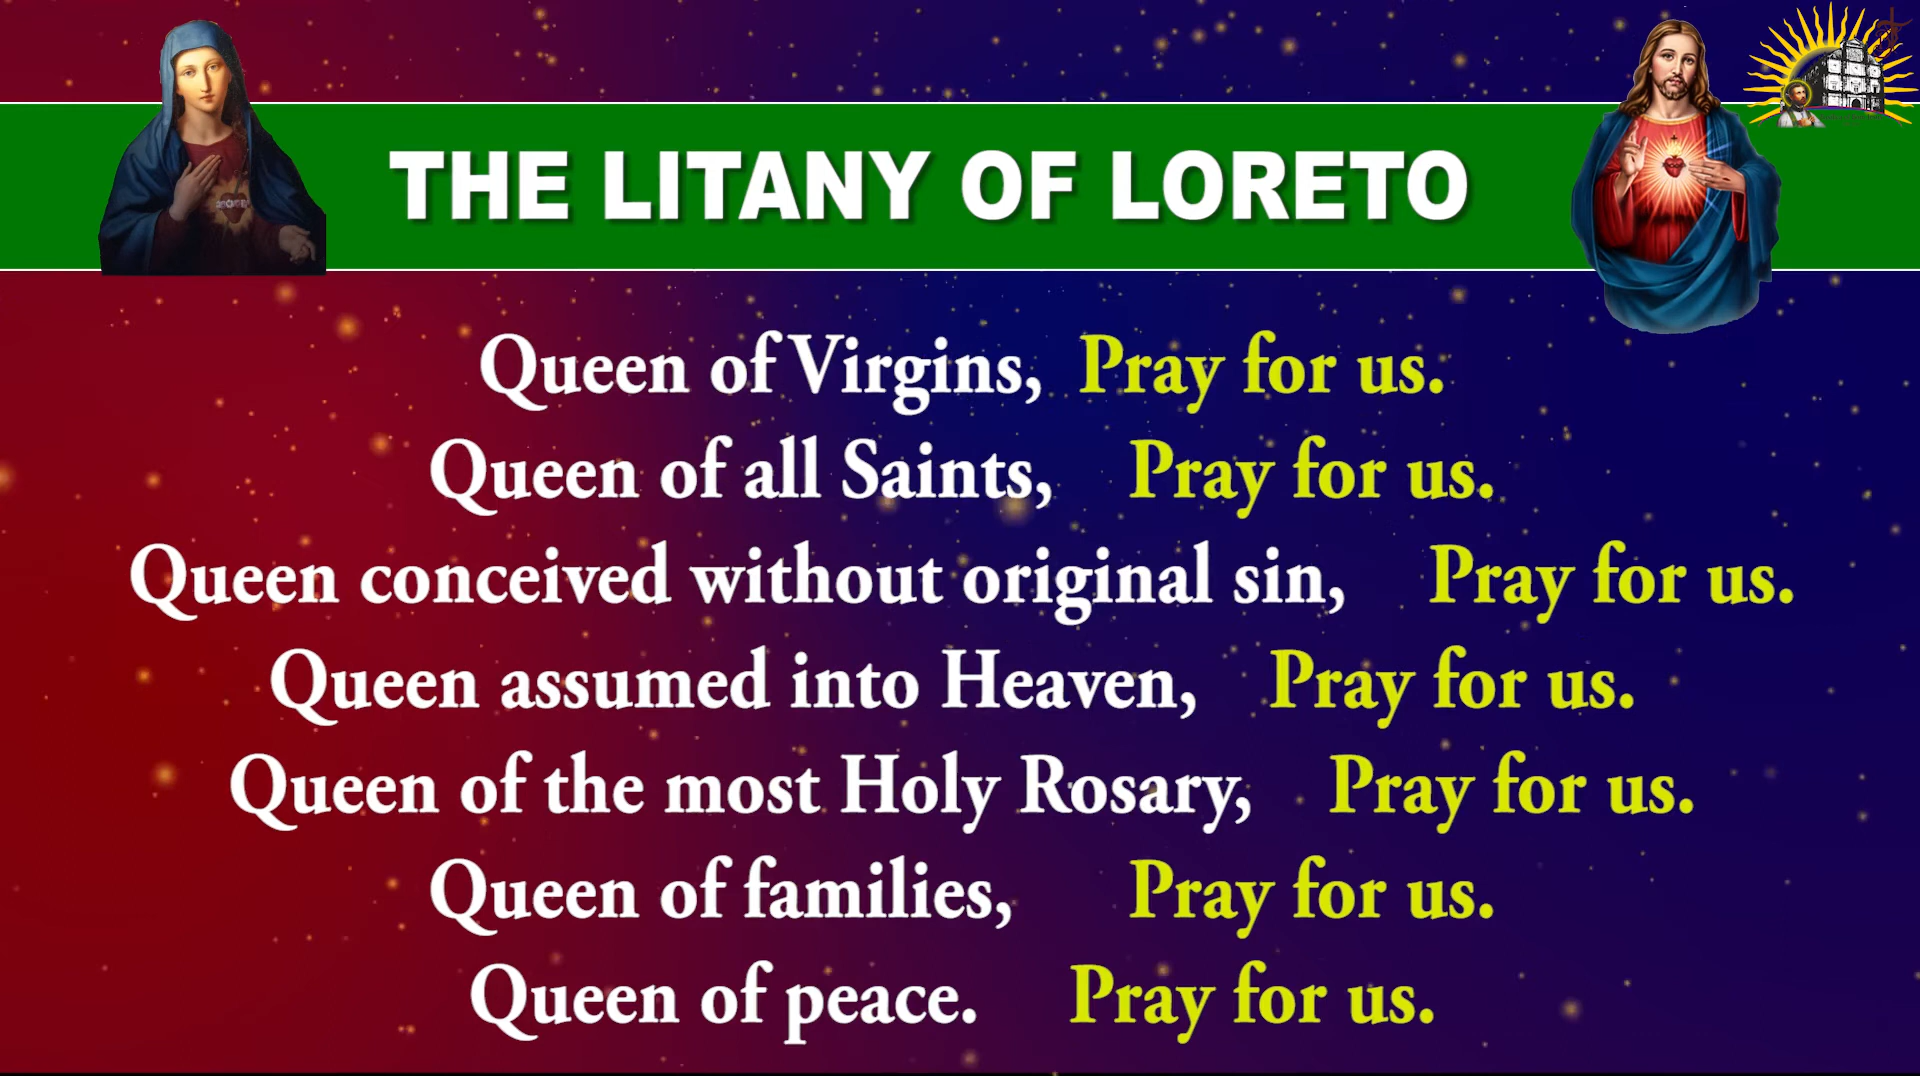 THE LITANY OF LORETO
Queen of Virgins, Pray for us.
Queen of all Saints, Pray for us.
Queen conceived without original sin, Pray for us.
Queen assumed into Heaven, Pray for us.
Queen of the most Holy Rosary, Pray for us.
Queen of families, Pray for us.
Queen of peace. Pray for us.